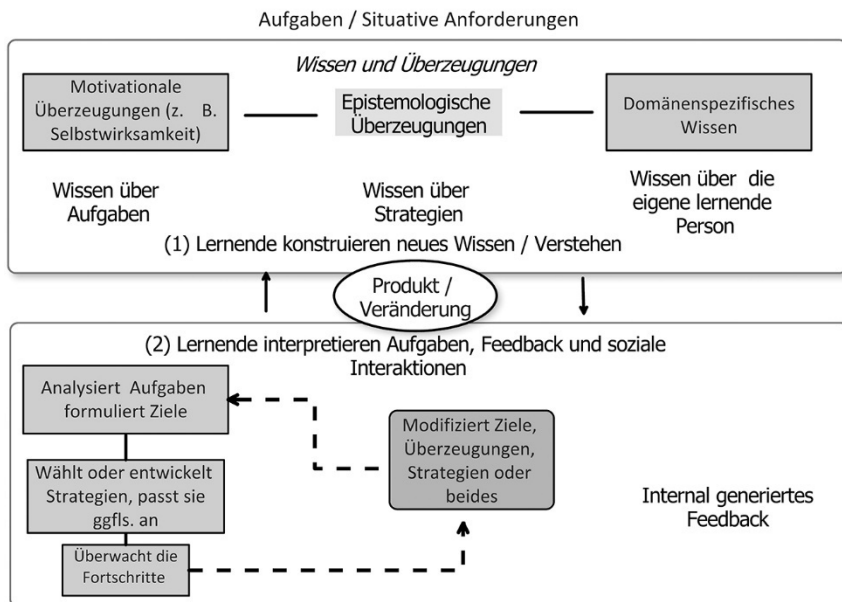 Aufgaben / Situative Anforderungen
Wissen und Überzeugungen
Motivationale
Überzeugungen (z. B.
Selbstwirksamkeit)
Epistemologische
Überzeugungen
Domänenspezifisches
Wissen
Wissen über
Aufgaben
Wissen über
Strategien
Wissen über die
eigene lernende
Person
(1) Lernende konstruieren neues Wissen / Verstehen
Produkt /
Veränderung
(2) Lernende interpretieren Aufgaben, Feedback und soziale
Interaktionen
Analysiert Aufgaben
formuliert Ziele
Wählt oder entwickelt
Strategien, passt sie
ggfls. an
Überwacht die
Fortschritte
Modifiziert Ziele,
Überzeugungen,
Strategien oder
beides
Internal generiertes
Feedback